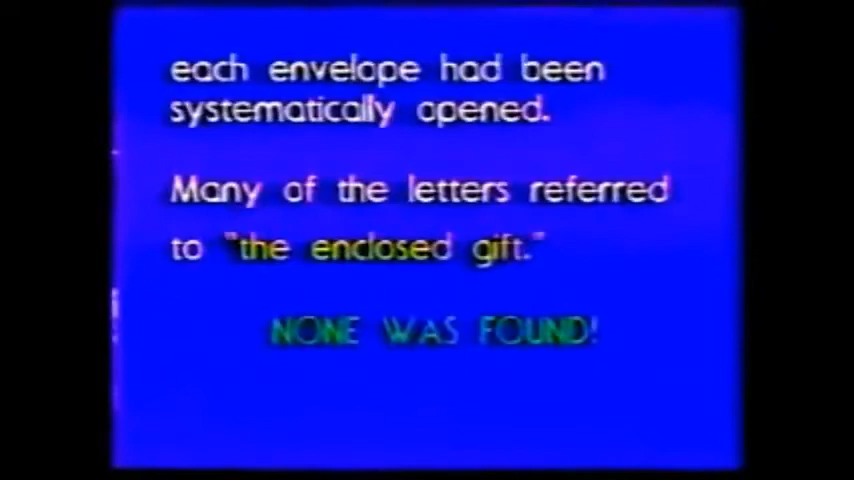 each envelope had been
systematically opened.
Many of the letters referred
to "the enclosed gift."
NONE WAS FOUND!